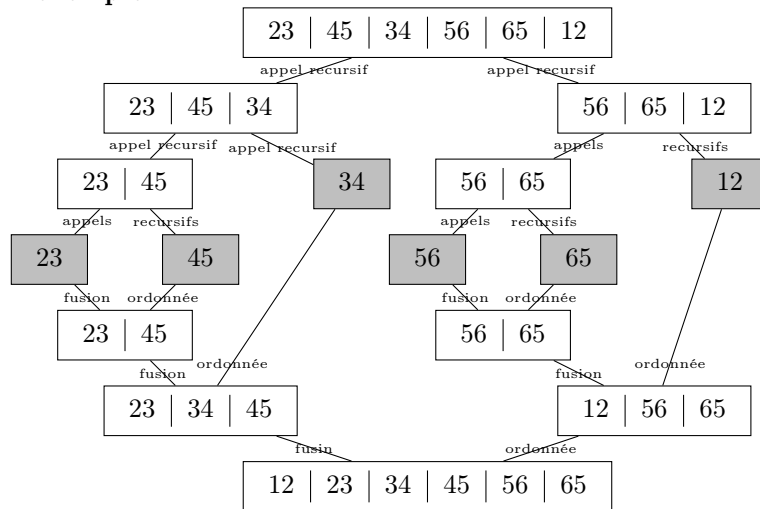 23 45 34 56 65 12
appel recursif appel recursif
23 45 34 56 65 12
appel recursif appel recursif appels recursifs
23 45 34 56 65 12
appels recursifs appels recursifs
23 45 56 65
fusion ordonnée fusion ordonnée
23 45 56 65
fusion ordonnée fusion ordonnée
23 34 45 12 56 65
fusin ordonnée
12 23 34 45 56 65